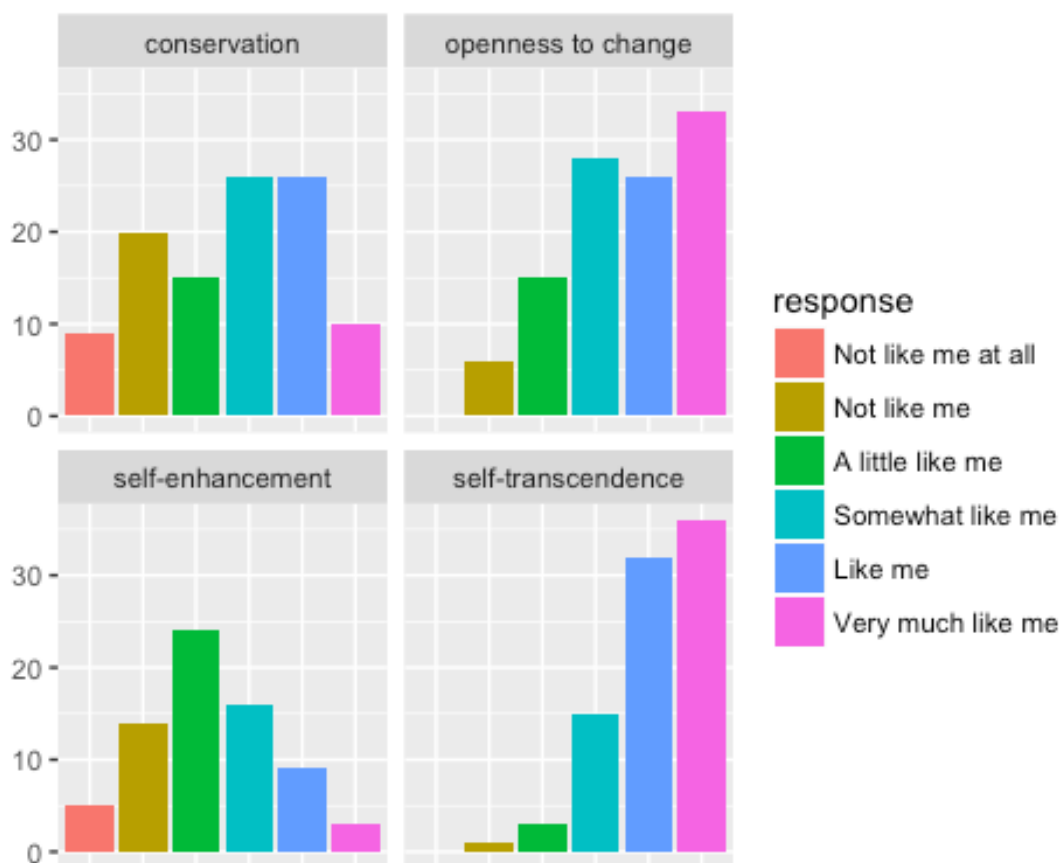 conservation
openness to change
30
20
10
0
self-enhancement
self-transcendence
30
20
10
0
response
Not like me at all
Not like me
A little like me
Somewhat like me
Like me
Very much like me